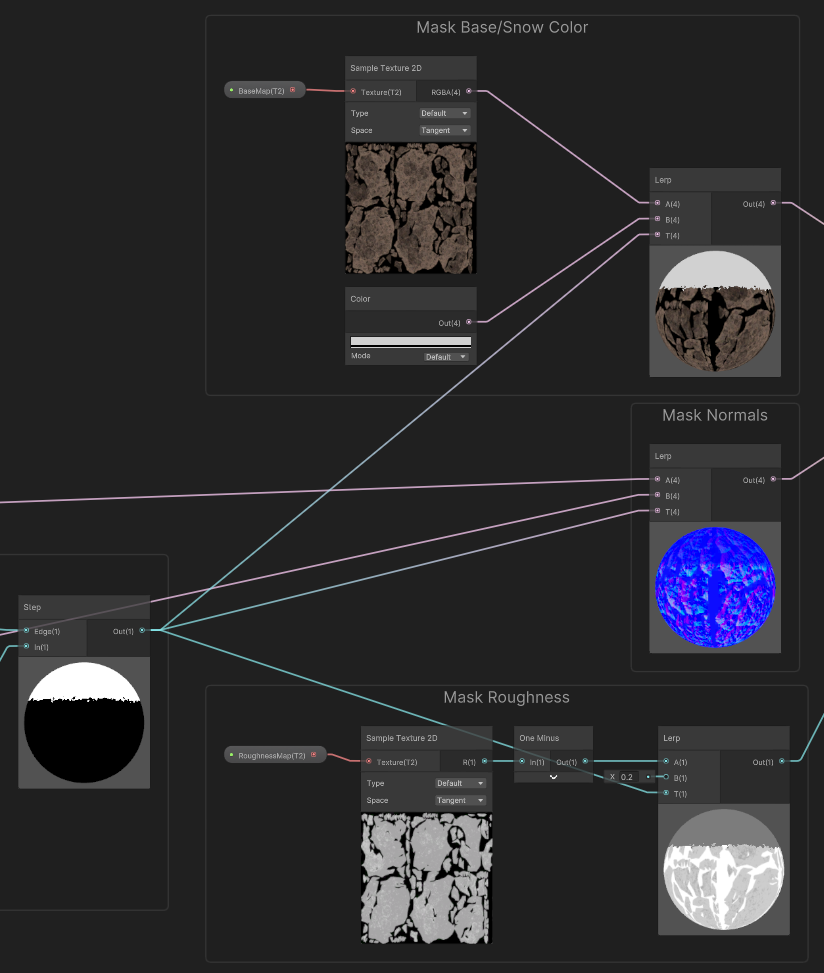 Mask Base/Snow Color
Sample Texture 2D
BaseMap(T2)
Texture(T2) RGBA(4)
Type Default
Space Tangent
Color
Out(4)
Mode Default
Lerp
A(4) Out(4)
B(4)
T(4)
Mask Normals
Lerp
A(4) Out(4)
B(4)
T(4)
Step
Edge(1) Out(1)
In(1)
Mask Roughness
RoughnessMap(T2)
Sample Texture 2D
Texture(T2) R(1)
Type Default
Space Tangent
One Minus
In(1) Out(1)
X 0.2
Lerp
A(1) Out(1)
B(1)
T(1)